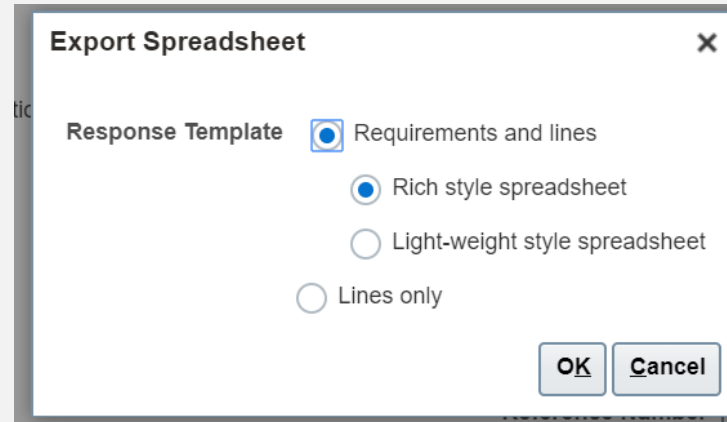 Export Spreadsheet
Response Template Requirements and lines
Rich style spreadsheet
Light-weight style spreadsheet
Lines only
OK Cancel